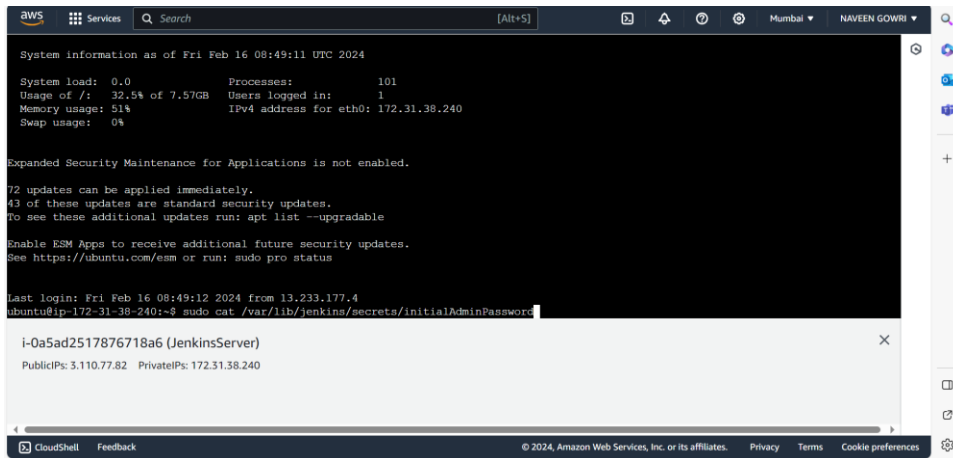 aws Services Search [Alt+S] Mumbai NAVEEN GOWRI
System information as of Fri Feb 16 08:49:11 UTC 2024
System load: 0.0 Processes: 101
Usage of /: 32.5% of 7.57GB Users logged in: 1
Memory usage: 51% IPv4 address for eth0: 172.31.38.240
Swap usage: 0%
Expanded Security Maintenance for Applications is not enabled.
72 updates can be applied immediately.
43 of these updates are standard security updates.
To see these additional updates run: apt list --upgradable
Enable ESM Apps to receive additional future security updates.
See https://ubuntu.com/esm or run: sudo pro status
Last login: Fri Feb 16 08:49:12 2024 from 13.233.177.4
ubuntu@ip-172-31-38-240:~$ sudo cat /var/lib/jenkins/secrets/initialAdminPassword
i-0a5ad2517876718a6 (JenkinsServer)
PublicIPs: 3.110.77.82 PrivateIPs: 172.31.38.240
CloudShell Feedback © 2024, Amazon Web Services, Inc. or its affiliates. Privacy Terms Cookie preferences